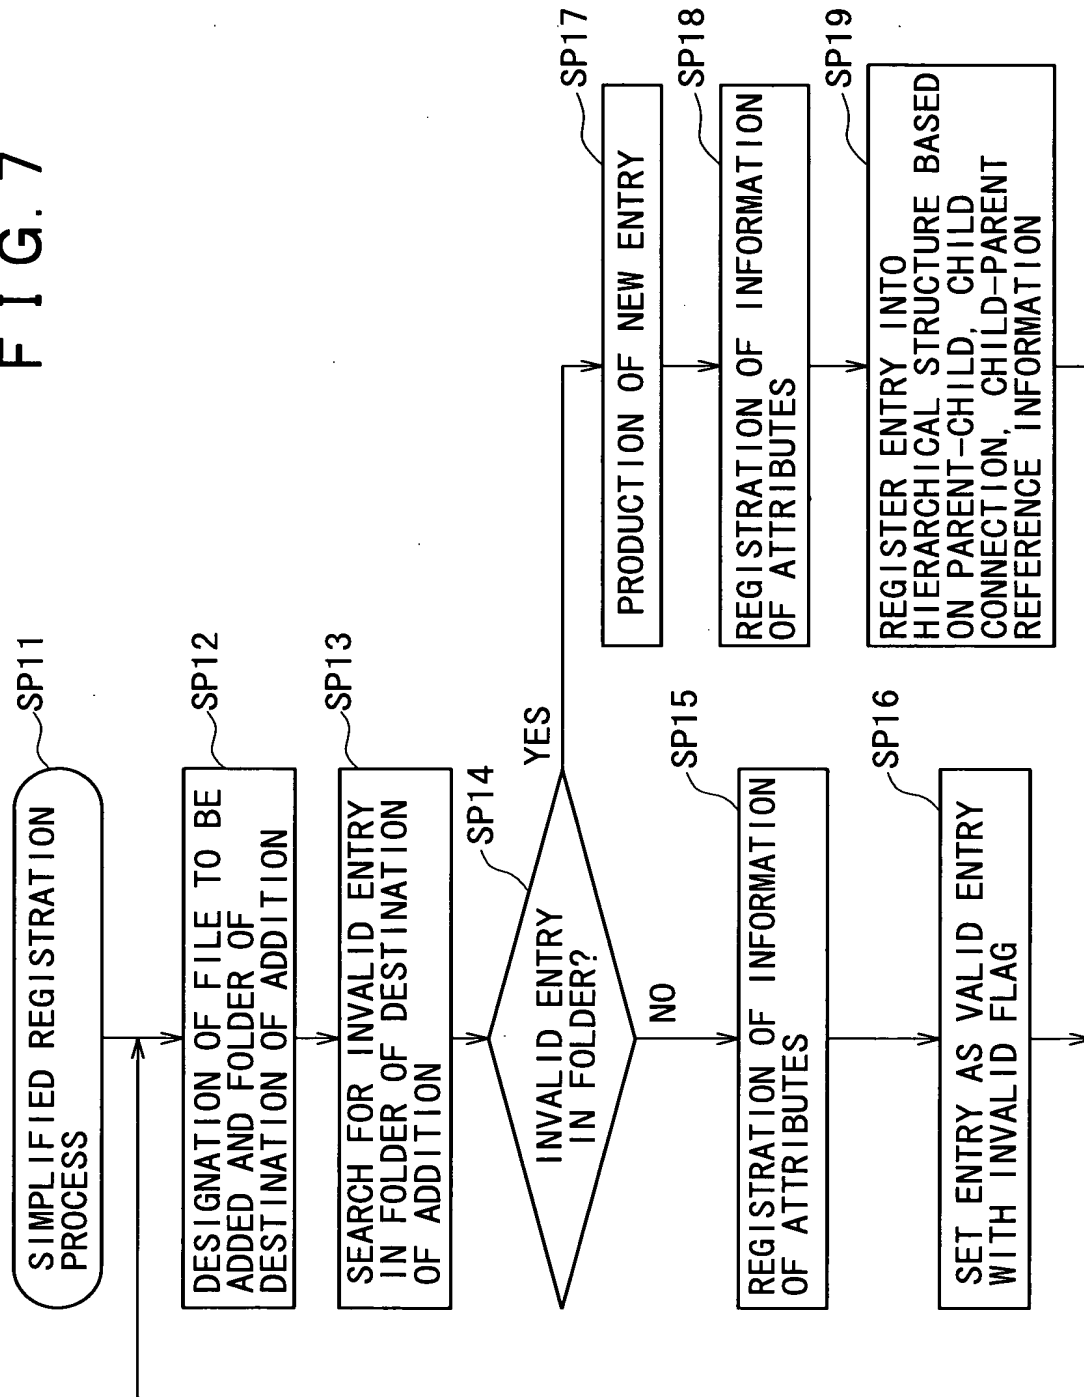 FIG. 7
SIMPLIFIED REGISTRATION
PROCESS
SP11
DESIGNATION OF FILE TO BE
ADDED AND FOLDER OF
DESTINATION OF ADDITION
SP12
SEARCH FOR INVALID ENTRY
IN FOLDER OF DESTINATION
OF ADDITION
SP13
INVALID ENTRY
IN FOLDER?
SP14
YES
NO
REGISTRATION OF INFORMATION
OF ATTRIBUTES
SP15
SET ENTRY AS VALID ENTRY
WITH INVALID FLAG
SP16
PRODUCTION OF NEW ENTRY
SP17
REGISTRATION OF INFORMATION
OF ATTRIBUTES
SP18
REGISTER ENTRY INTO
HIERARCHICAL STRUCTURE BASED
ON PARENT-CHILD, CHILD
CONNECTION, CHILD-PARENT
REFERENCE INFORMATION
SP19